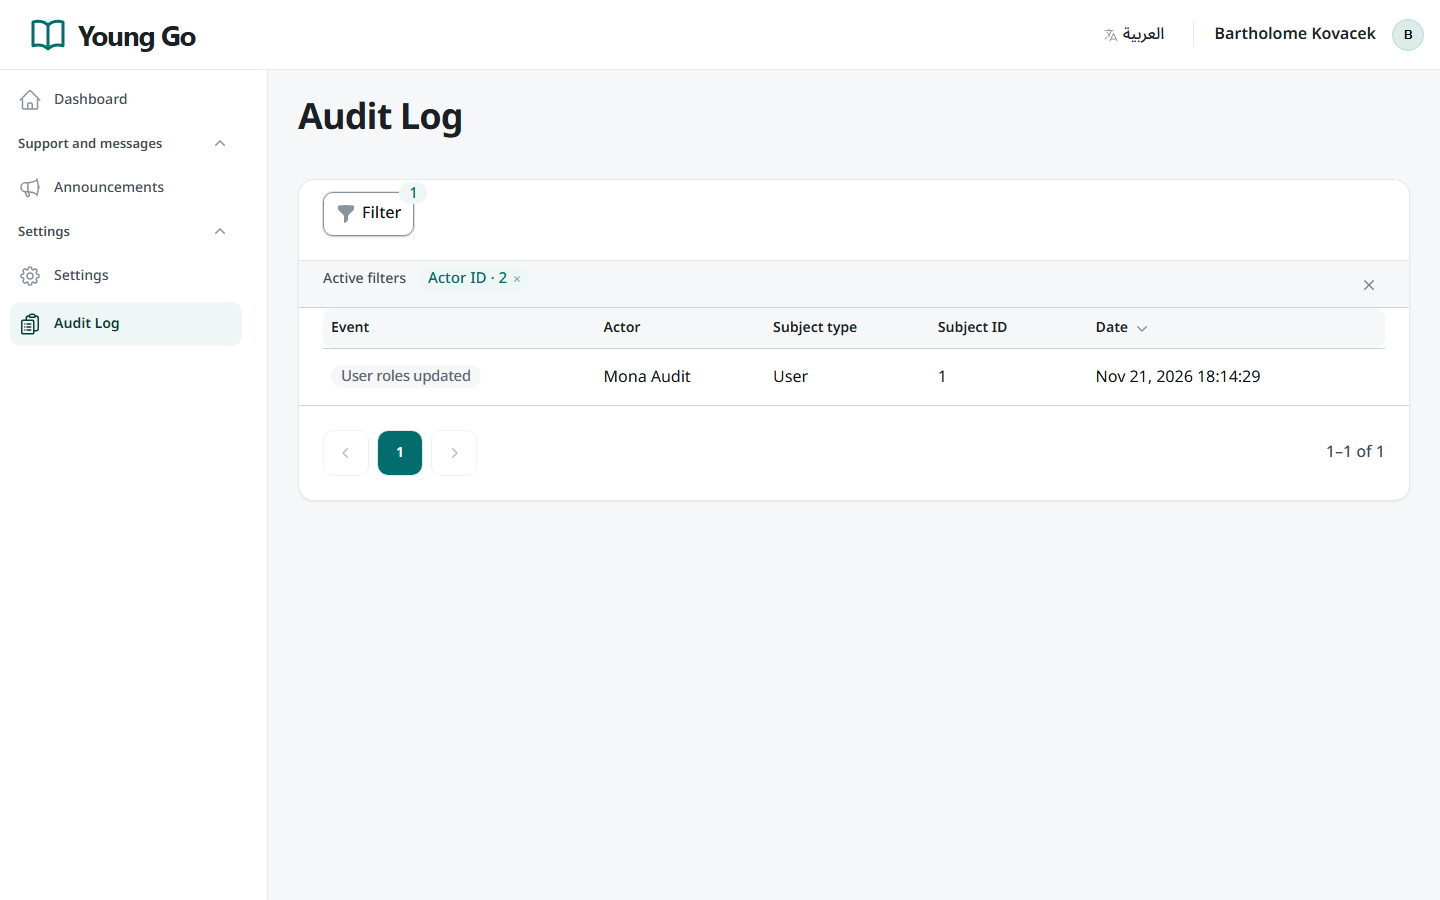 Young Go
العربية
Bartholome Kovacek
B
Dashboard
Support and messages
Announcements
Settings
Settings
Audit Log
Audit Log
Filter
1
Active filters
Actor ID · 2 ×
Event Actor Subject type Subject ID Date
User roles updated Mona Audit User 1 Nov 21, 2026 18:14:29
1
1–1 of 1